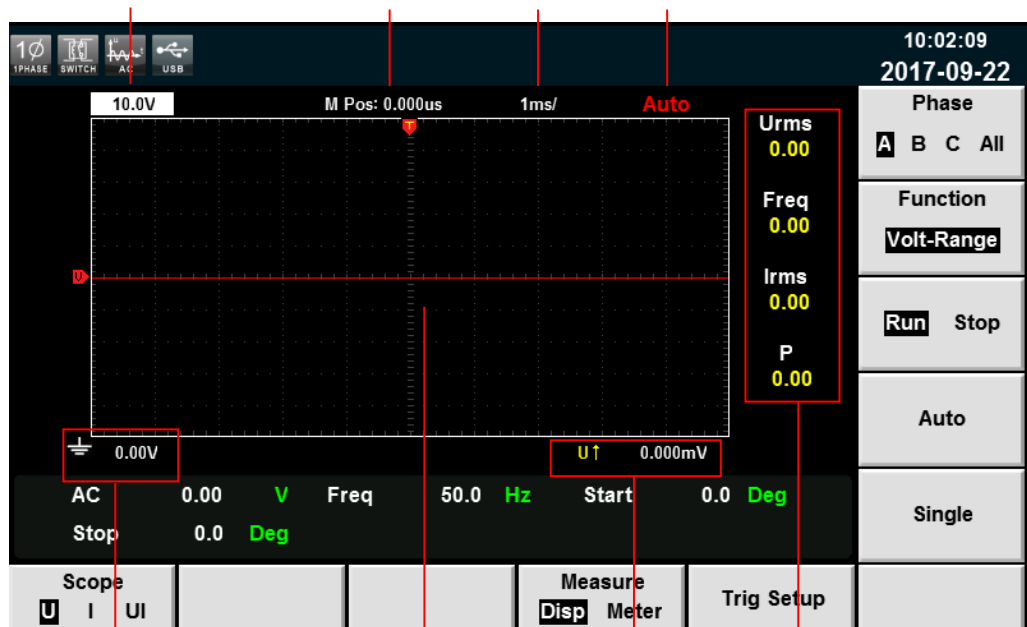 1Ø
1PHASE SWITCH AC USB
10:02:09
2017-09-22
10.0V M Pos: 0.000us 1ms/ Auto
T
U
Urms
0.00
Freq
0.00
Irms
0.00
P
0.00
0.00V U↑ 0.000mV
AC 0.00 V Freq 50.0 Hz Start 0.0 Deg
Stop 0.0 Deg
Phase
A B C All
Function
Volt-Range
Run Stop
Auto
Single
Scope
U I UI
Measure
Disp Meter
Trig Setup